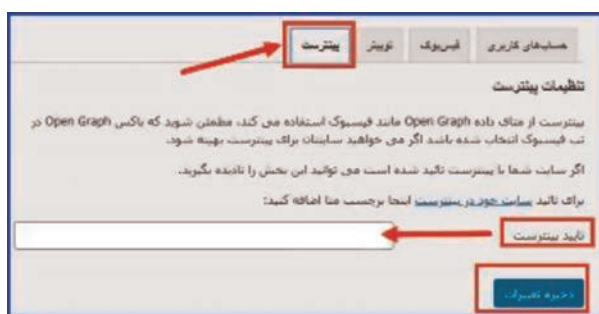 حساب‌های کاربری
فیس‌بوک
توییتر
پینترست
تنظیمات پینترست
پینترست از متای داده Open Graph مانند فیسبوک استفاده می کند، مطمئن شوید که باکس Open Graph در
تب فیسبوک انتخاب شده باشد اگر می خواهید سایتتان برای پینترست بهینه شود.
اگر سایت شما با پینترست تائید شده است می توانید این بخش را نادیده بگیرید.
برای تائید سایت خود در پینترست اینجا برچسب متا اضافه کنید:
تایید پینترست
ذخیره تغییرات